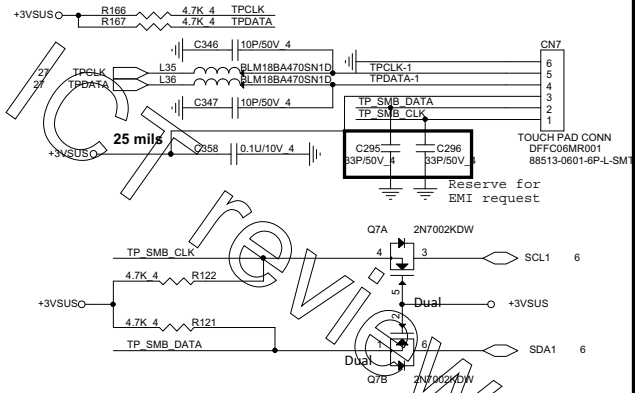 +3VSUS R166 4.7K_4 TPCLK
R167 4.7K_4 TPDATA
C346 10P/50V_4
CN7
27 TPCLK L35 BLM18BA470SN1D TPCLK-1 6
27 TPDATA L36 BLM18BA470SN1D TPDATA-1 5
4
TP_SMB_DATA 3
C347 10P/50V_4 2
TP_SMB_CLK 1
25 mils
TOUCH PAD CONN
DFFC06MR001
88513-0601-6P-L-SMT
+3VSUS C358 0.1U/10V_4
C295 C296
33P/50V_4 33P/50V_4
Reserve for
EMI request
Q7A 2N7002KDW
TP_SMB_CLK 4 3 SCL1 6
4.7K_4 R122
5
Dual
+3VSUS +3VSUS
2
4.7K_4 R121
TP_SMB_DATA 1 6 SDA1 6
Dual
Q7B 2N7002KDW
review